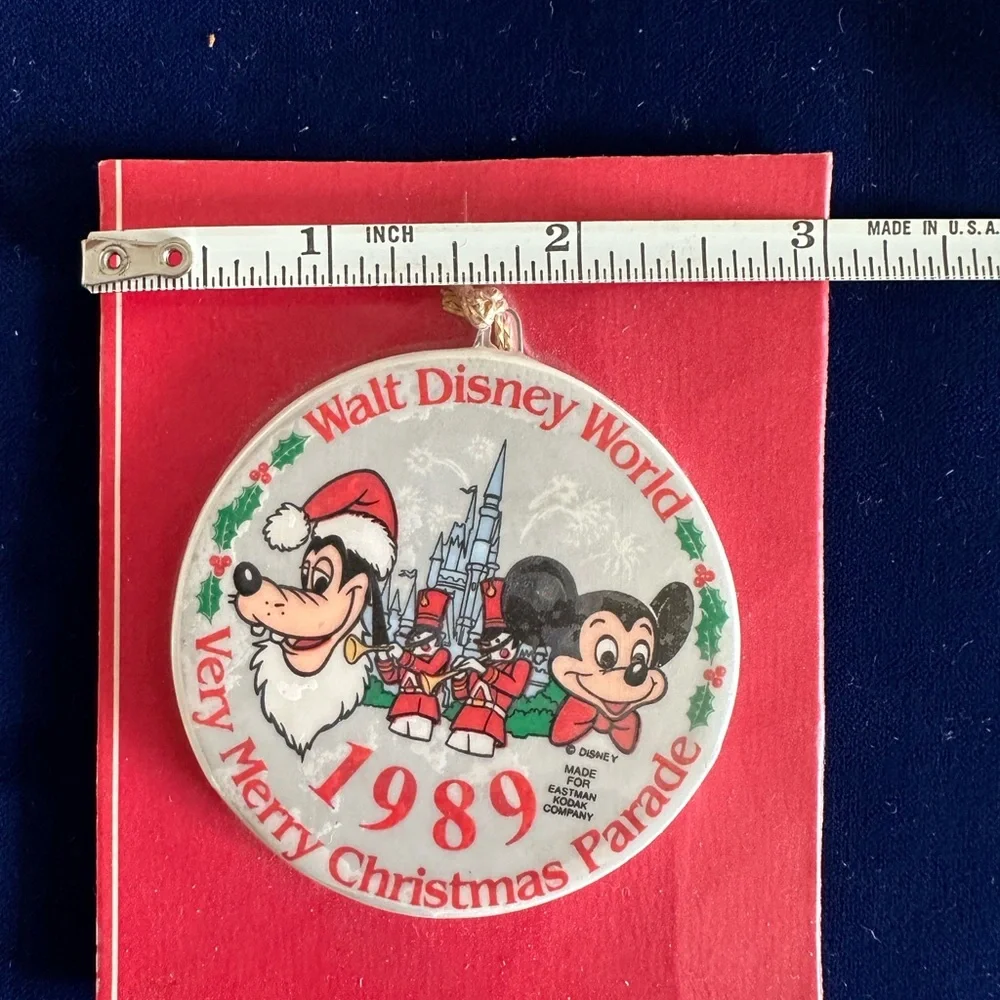 1 INCH 2 3 MADE IN U.S.A.
Walt Disney World
1989
© DISNEY
MADE
FOR
EASTMAN
KODAK
COMPANY
Very Merry Christmas Parade